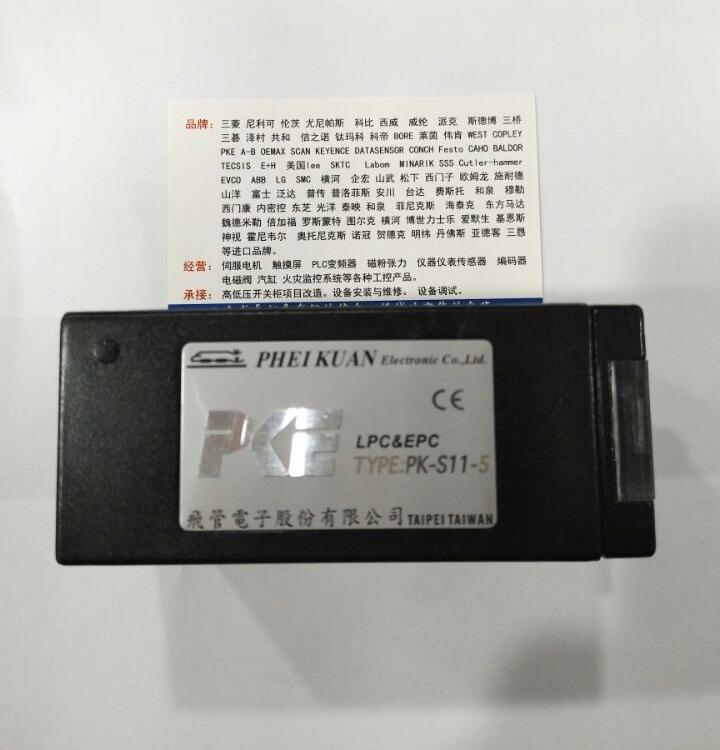 品牌：三菱 尼利可 伦茨 尤尼帕斯 科比 西威 威纶 派克 斯德博 三桥
三碁 泽村 共和 信之诺 钛玛科 科帝 BORE 莱茵 伟肯 WEST COPLEY
PKE A-B OEMAX SCAN KEYENCE DATASENSOR CONCH Festo CAHO BALDOR
TECSIS E+H 美国lee SKTC Labom MINARIK SSS Cutler-hammer
EVCO ABB LG SMC 横河 企宏 山武 松下 西门子 欧姆龙 施耐德
山洋 富士 泛达 普传 普洛菲斯 安川 台达 费斯托 和泉 穆勒
西门康 内密控 东芝 光洋 泰映 和泉 菲尼克斯 海泰克 东方马达
魏德米勒 倍加福 罗斯蒙特 图尔克 横河 博世力士乐 爱默生 基恩斯
神视 霍尼韦尔 奥托尼克斯 诺冠 贺德克 明纬 丹佛斯 亚德客 三恳
等进口品牌。
经营：伺服电机 触摸屏 PLC变频器 磁粉张力 仪器仪表传感器 编码器
电磁阀 汽缸 火灾监控系统等各种工控产品。
承接：高低压开关柜项目改造。设备安装与维修。 设备调试。
PHEI KUAN Electronic Co.,Ltd.
CE
PKE
LPC&EPC
TYPE:PK-S11-5
飛管電子股份有限公司 TAIPEI TAIWAN